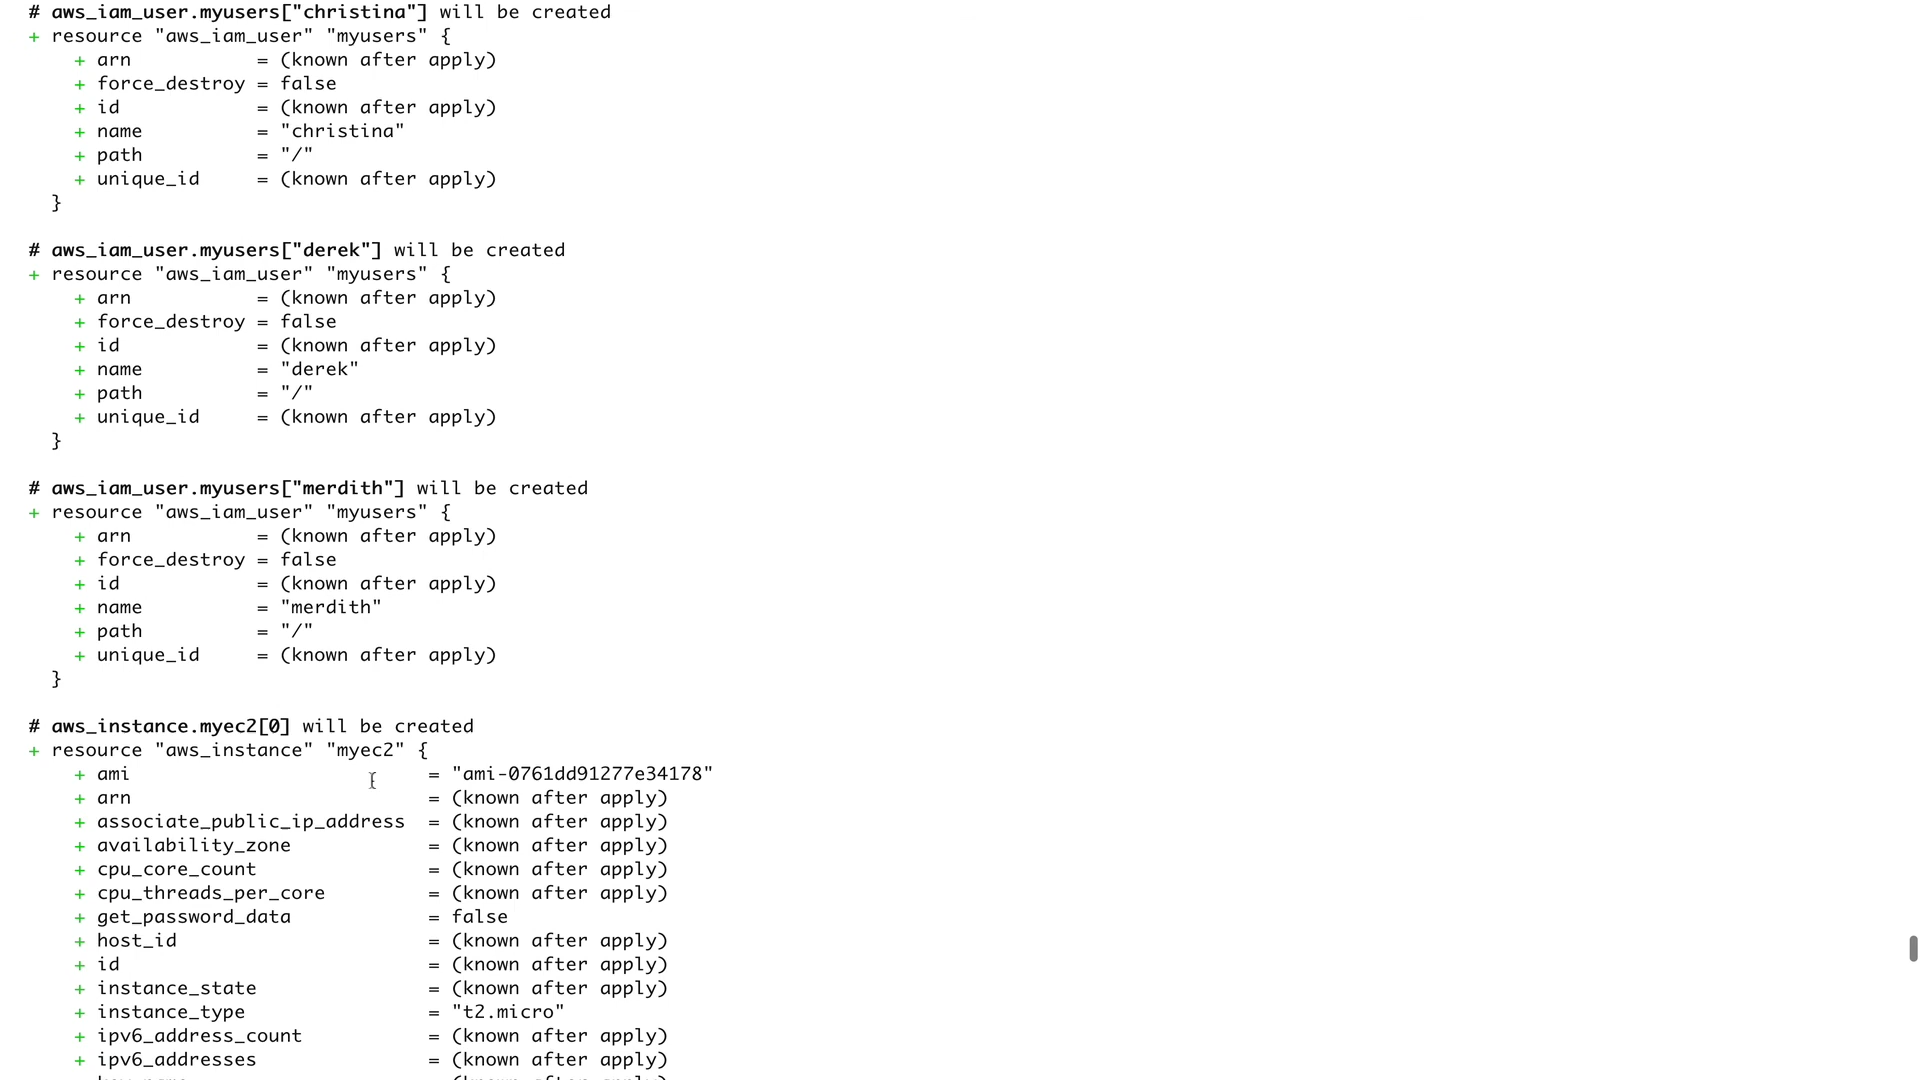 # aws_iam_user.myusers["christina"] will be created
+ resource "aws_iam_user" "myusers" {
+ arn = (known after apply)
+ force_destroy = false
+ id = (known after apply)
+ name = "christina"
+ path = "/"
+ unique_id = (known after apply)
}
# aws_iam_user.myusers["derek"] will be created
+ resource "aws_iam_user" "myusers" {
+ arn = (known after apply)
+ force_destroy = false
+ id = (known after apply)
+ name = "derek"
+ path = "/"
+ unique_id = (known after apply)
}
# aws_iam_user.myusers["merdith"] will be created
+ resource "aws_iam_user" "myusers" {
+ arn = (known after apply)
+ force_destroy = false
+ id = (known after apply)
+ name = "merdith"
+ path = "/"
+ unique_id = (known after apply)
}
# aws_instance.myec2[0] will be created
+ resource "aws_instance" "myec2" {
+ ami = "ami-0761dd91277e34178"
+ arn = (known after apply)
+ associate_public_ip_address = (known after apply)
+ availability_zone = (known after apply)
+ cpu_core_count = (known after apply)
+ cpu_threads_per_core = (known after apply)
+ get_password_data = false
+ host_id = (known after apply)
+ id = (known after apply)
+ instance_state = (known after apply)
+ instance_type = "t2.micro"
+ ipv6_address_count = (known after apply)
+ ipv6_addresses = (known after apply)